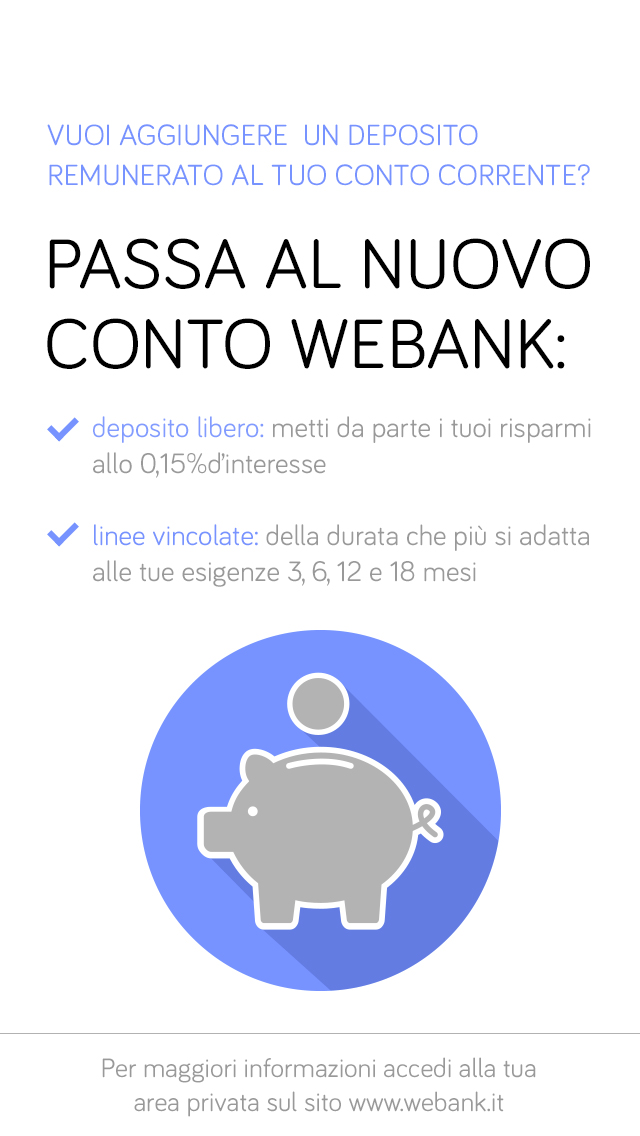 VUOI AGGIUNGERE  UN DEPOSITO
REMUNERATO AL TUO CONTO CORRENTE?
PASSA AL NUOVO
CONTO WEBANK:
deposito libero: metti da parte i tuoi risparmi
allo 0,15%d'interesse
linee vincolate: della durata che più si adatta
alle tue esigenze 3, 6, 12 e 18 mesi
Per maggiori informazioni accedi alla tua
area privata sul sito www.webank.it